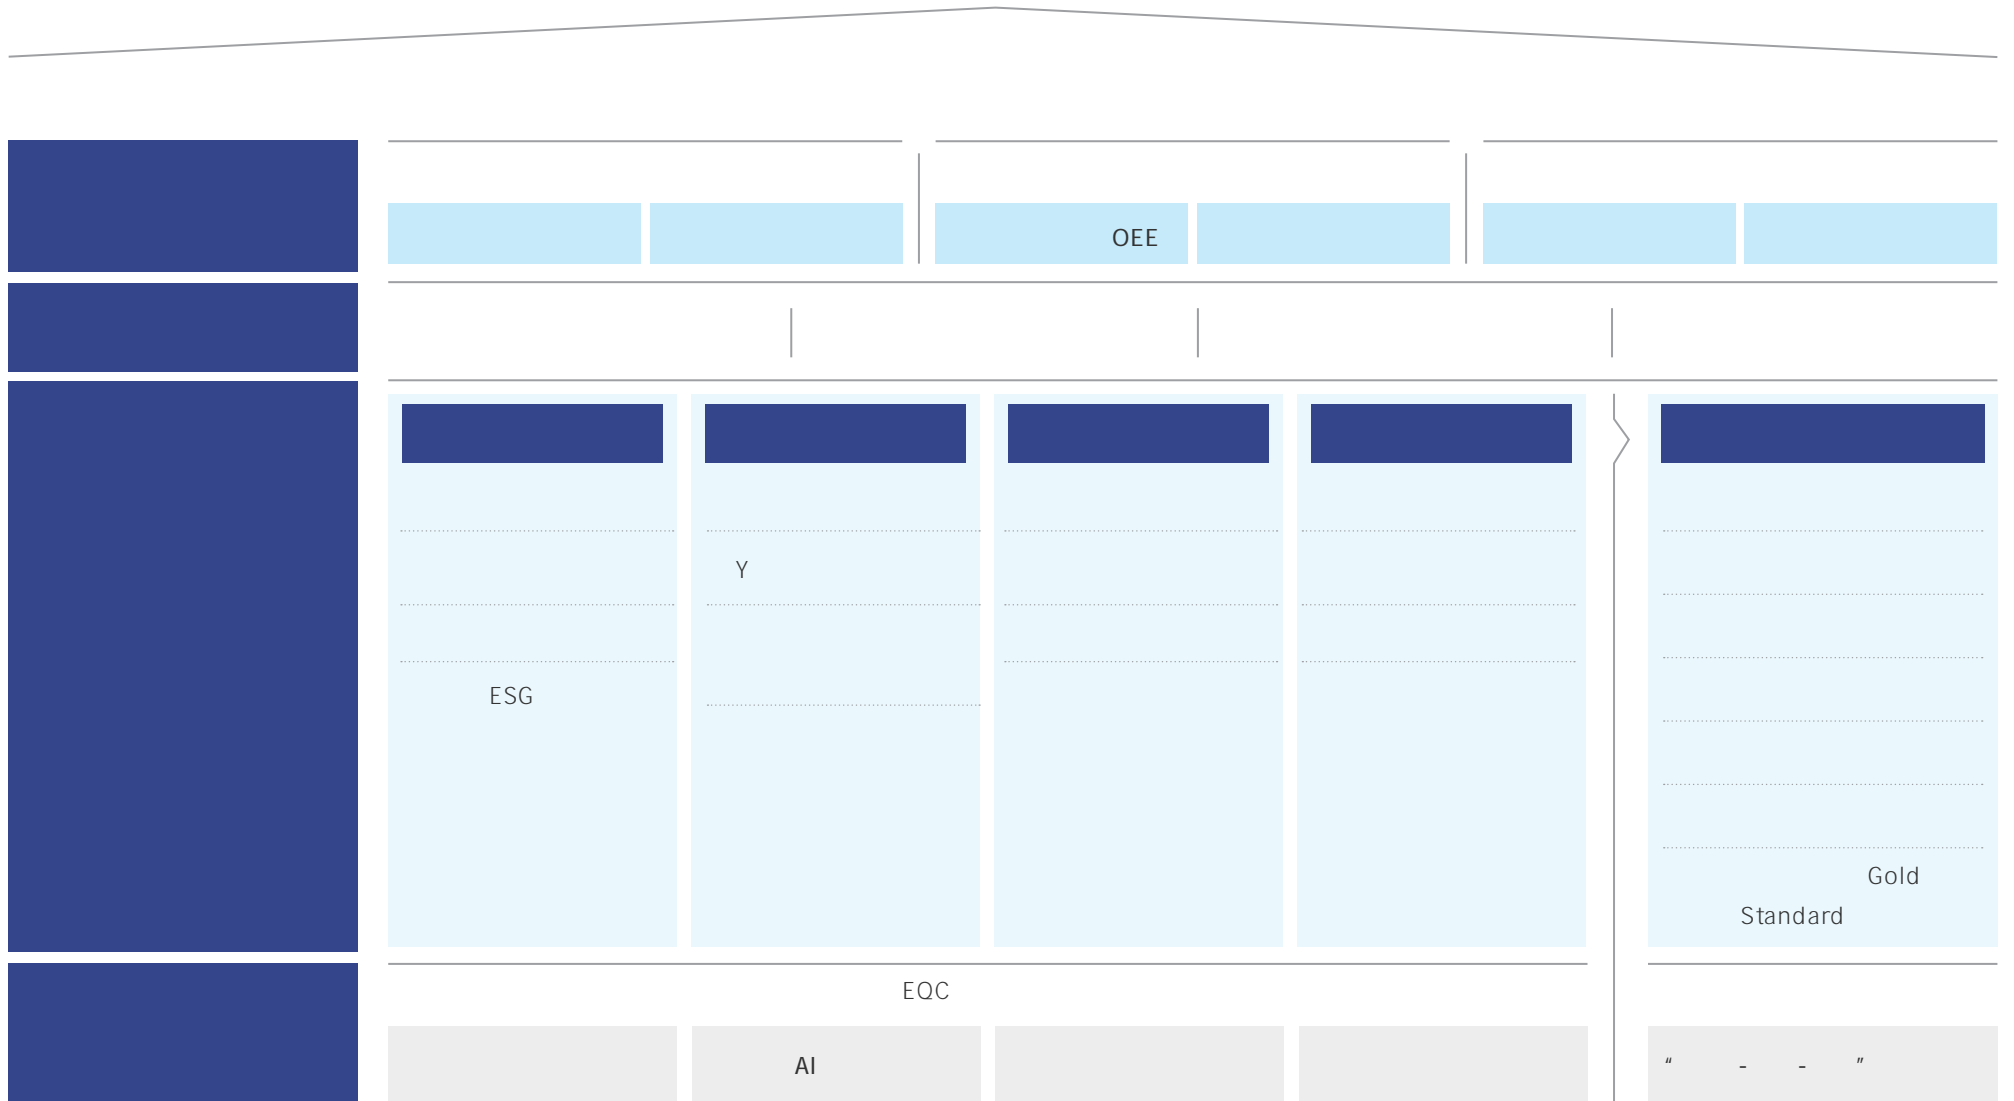 OEE
Y
ESG
Gold
Standard
EQC
AI
“ - - ”